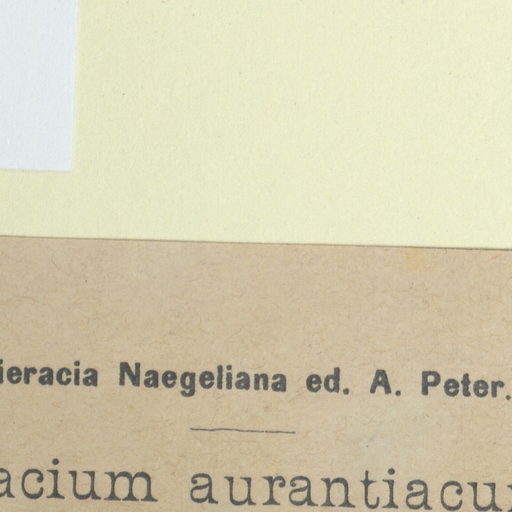 ieracia Naegeliana ed. A. Peter.
acium aurantiacu